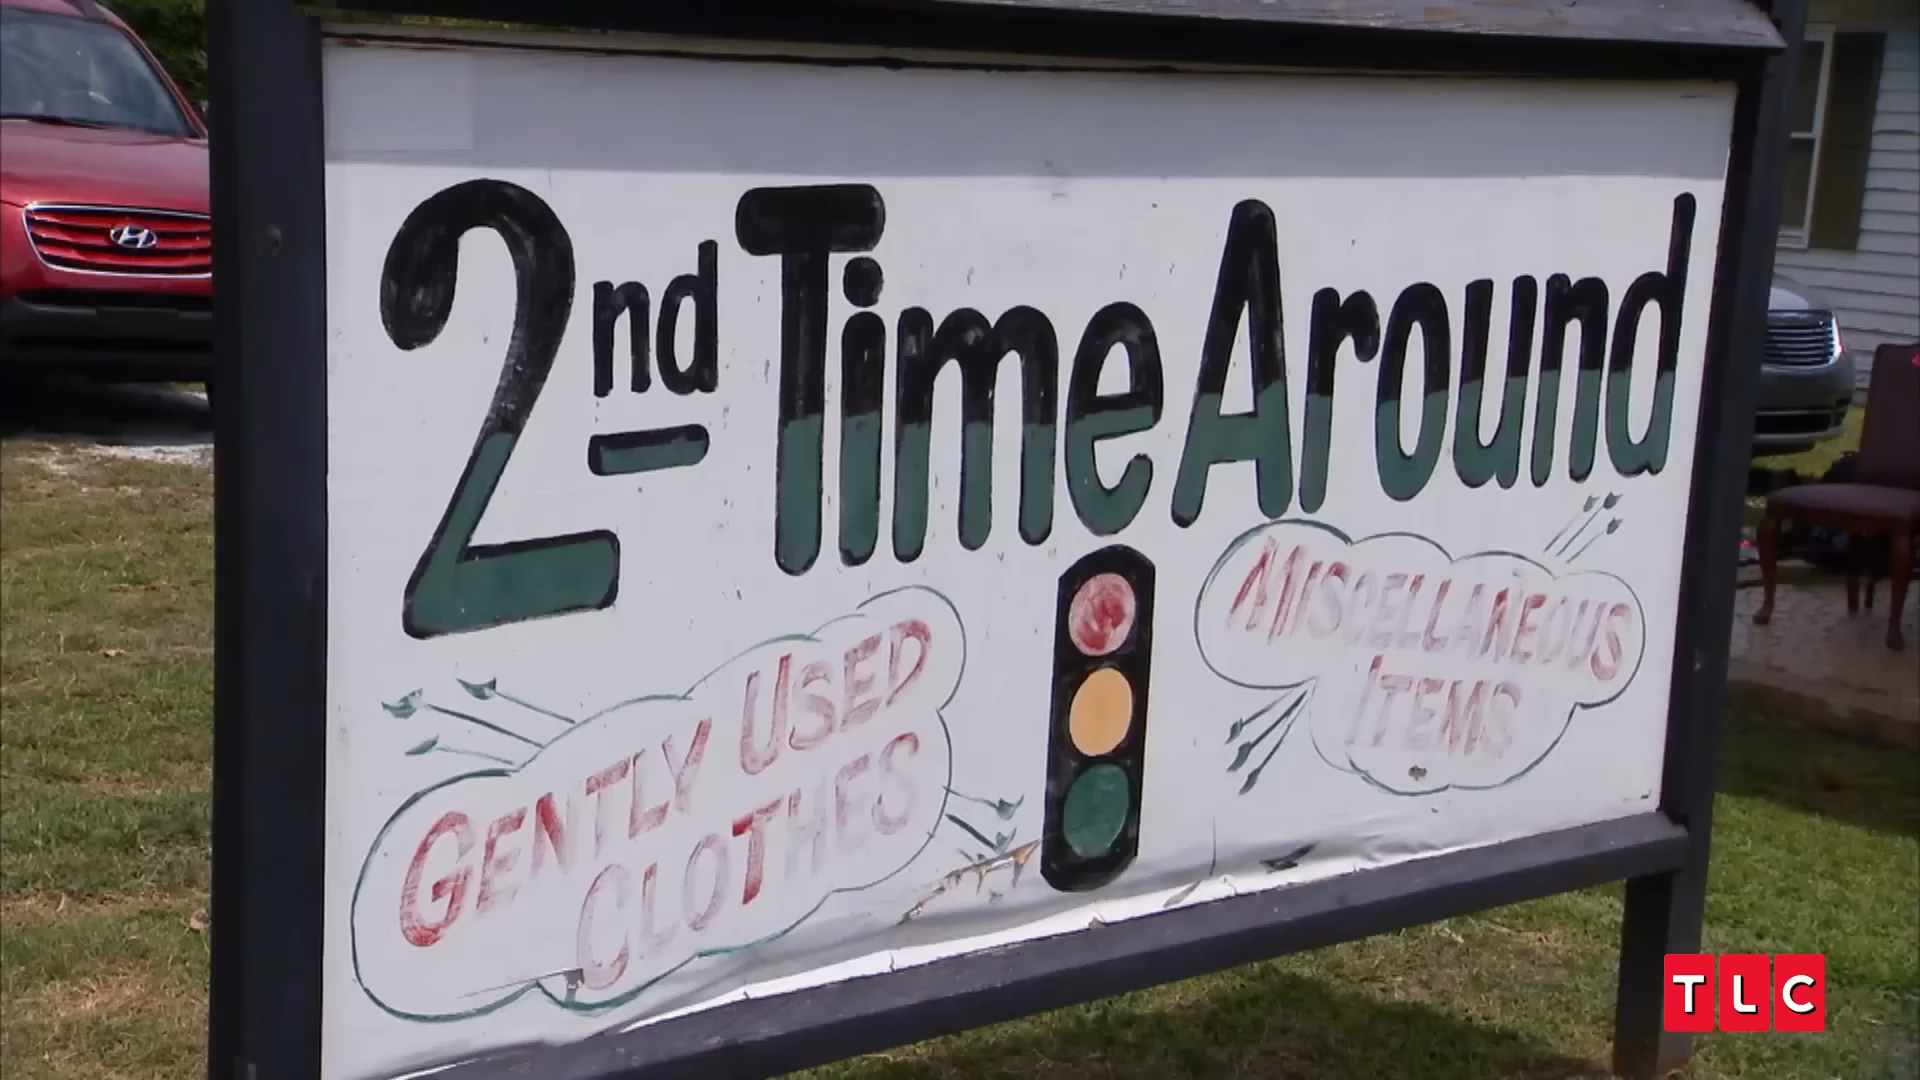 2nd Time Around
GENTLY USED
CLOTHES
MISCELLANEOUS
ITEMS
TLC